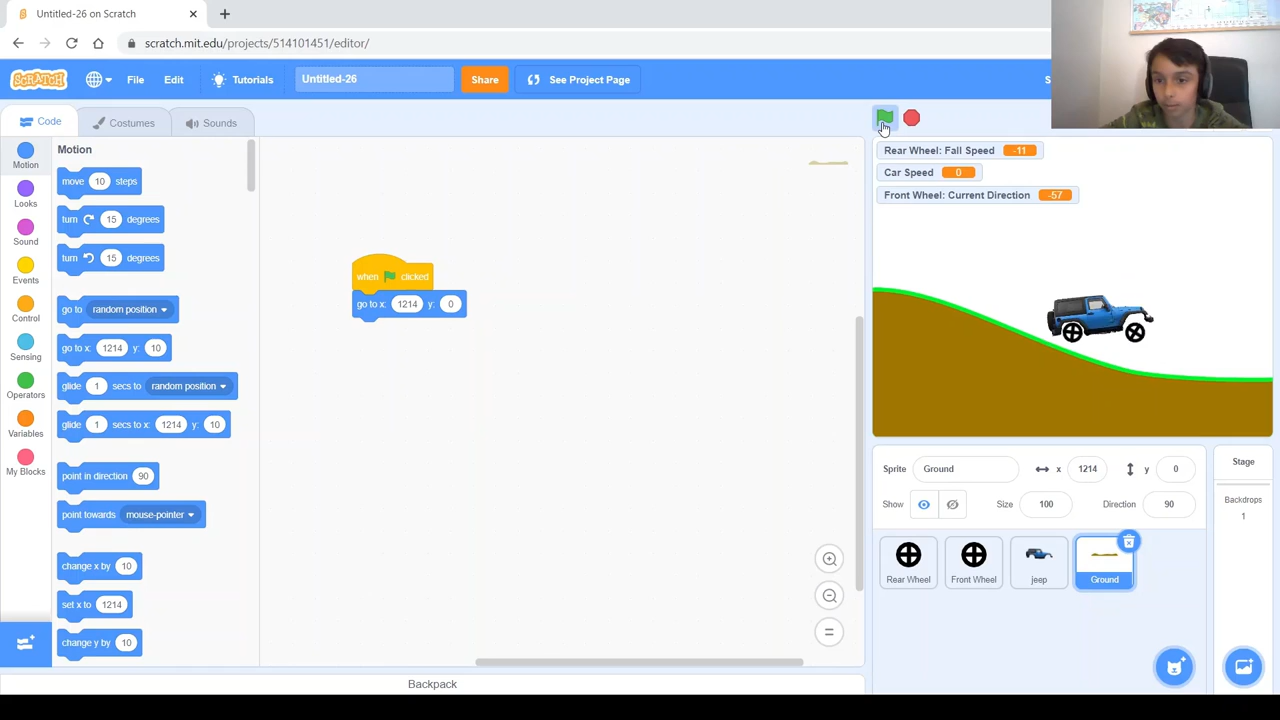 Untitled-26 on Scratch
scratch.mit.edu/projects/514101451/editor/
SCRATCH
File
Edit
Tutorials
Untitled-26
Share
See Project Page
S
Code
Costumes
Sounds
Motion
Looks
Sound
Events
Control
Sensing
Operators
Variables
My Blocks
Motion
move 10 steps
turn 15 degrees
turn 15 degrees
go to random position
go to x: 1214 y: 10
glide 1 secs to random position
glide 1 secs to x: 1214 y: 10
point in direction 90
point towards mouse-pointer
change x by 10
set x to 1214
change y by 10
when clicked
go to x: 1214 y: 0
Backpack
Rear Wheel: Fall Speed -11
Car Speed 0
Front Wheel: Current Direction -57
Sprite Ground x 1214 y 0
Show Size 100 Direction 90
Rear Wheel
Front Wheel
jeep
Ground
Stage
Backdrops
1